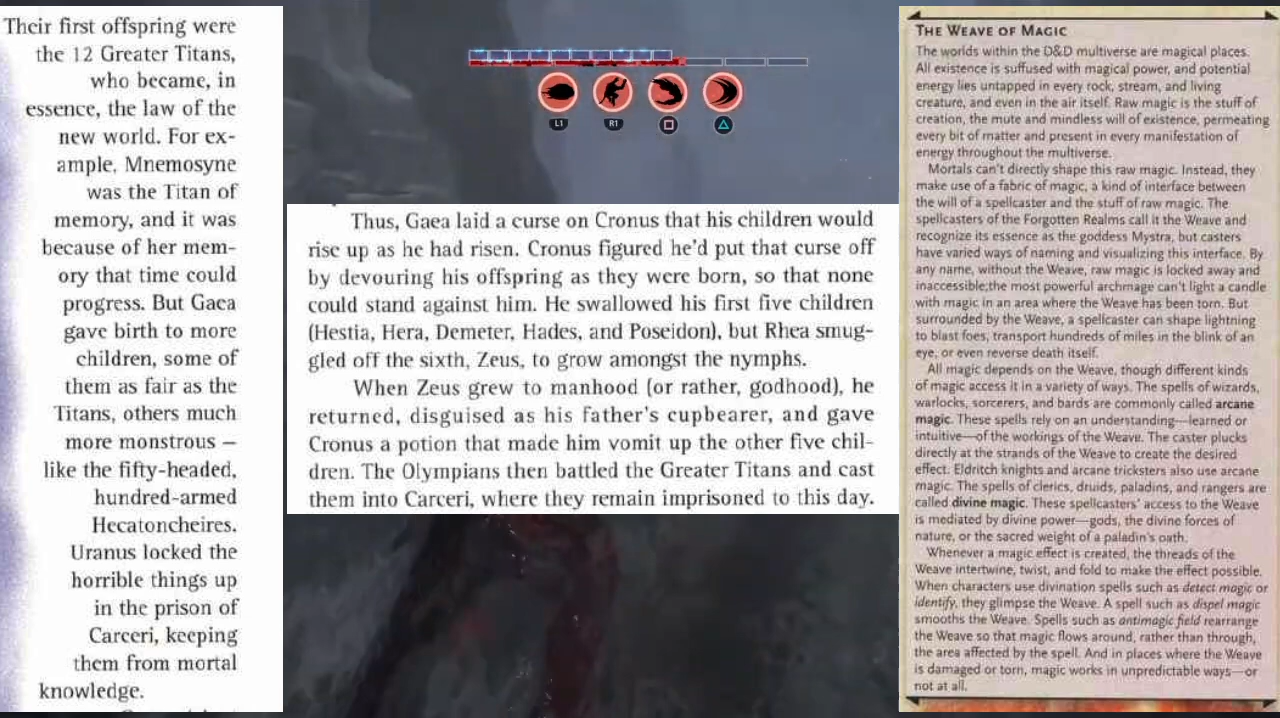 Their first offspring were
the 12 Greater Titans,
who became, in
essence, the law of the
new world. For ex-
ample, Mnemosyne
was the Titan of
memory, and it was
because of her mem-
ory that time could
progress. But Gaea
gave birth to more
children, some of
them as fair as the
Titans, others much
more monstrous —
like the fifty-headed,
hundred-armed
Hecatoncheires.
Uranus locked the
horrible things up
in the prison of
Carceri, keeping
them from mortal
knowledge.
L1
R1
Thus, Gaea laid a curse on Cronus that his children would
rise up as he had risen. Cronus figured he'd put that curse off
by devouring his offspring as they were born, so that none
could stand against him. He swallowed his first five children
(Hestia, Hera, Demeter, Hades, and Poseidon), but Rhea smug-
gled off the sixth, Zeus, to grow amongst the nymphs.
When Zeus grew to manhood (or rather, godhood), he
returned, disguised as his father's cupbearer, and gave
Cronus a potion that made him vomit up the other five chil-
dren. The Olympians then battled the Greater Titans and cast
them into Carceri, where they remain imprisoned to this day.
THE WEAVE OF MAGIC
The worlds within the D&D multiverse are magical places.
All existence is suffused with magical power, and potential
energy lies untapped in every rock, stream, and living
creature, and even in the air itself. Raw magic is the stuff of
creation, the mute and mindless will of existence, permeating
every bit of matter and present in every manifestation of
energy throughout the multiverse.
Mortals can't directly shape this raw magic. Instead, they
make use of a fabric of magic, a kind of interface between
the will of a spellcaster and the stuff of raw magic. The
spellcasters of the Forgotten Realms call it the Weave and
recognize its essence as the goddess Mystra, but casters
have varied ways of naming and visualizing this interface. By
any name, without the Weave, raw magic is locked away and
inaccessible;the most powerful archmage can't light a candle
with magic in an area where the Weave has been torn. But
surrounded by the Weave, a spellcaster can shape lightning
to blast foes, transport hundreds of miles in the blink of an
eye, or even reverse death itself.
All magic depends on the Weave, though different kinds
of magic access it in a variety of ways. The spells of wizards,
warlocks, sorcerers, and bards are commonly called arcane
magic. These spells rely on an understanding—learned or
intuitive—of the workings of the Weave. The caster plucks
directly at the strands of the Weave to create the desired
effect. Eldritch knights and arcane tricksters also use arcane
magic. The spells of clerics, druids, paladins, and rangers are
called divine magic. These spellcasters' access to the Weave
is mediated by divine power—gods, the divine forces of
nature, or the sacred weight of a paladin's oath.
Whenever a magic effect is created, the threads of the
Weave intertwine, twist, and fold to make the effect possible.
When characters use divination spells such as detect magic or
identify, they glimpse the Weave. A spell such as dispel magic
smooths the Weave. Spells such as antimagic field rearrange
the Weave so that magic flows around, rather than through,
the area affected by the spell. And in places where the Weave
is damaged or torn, magic works in unpredictable ways—or
not at all.